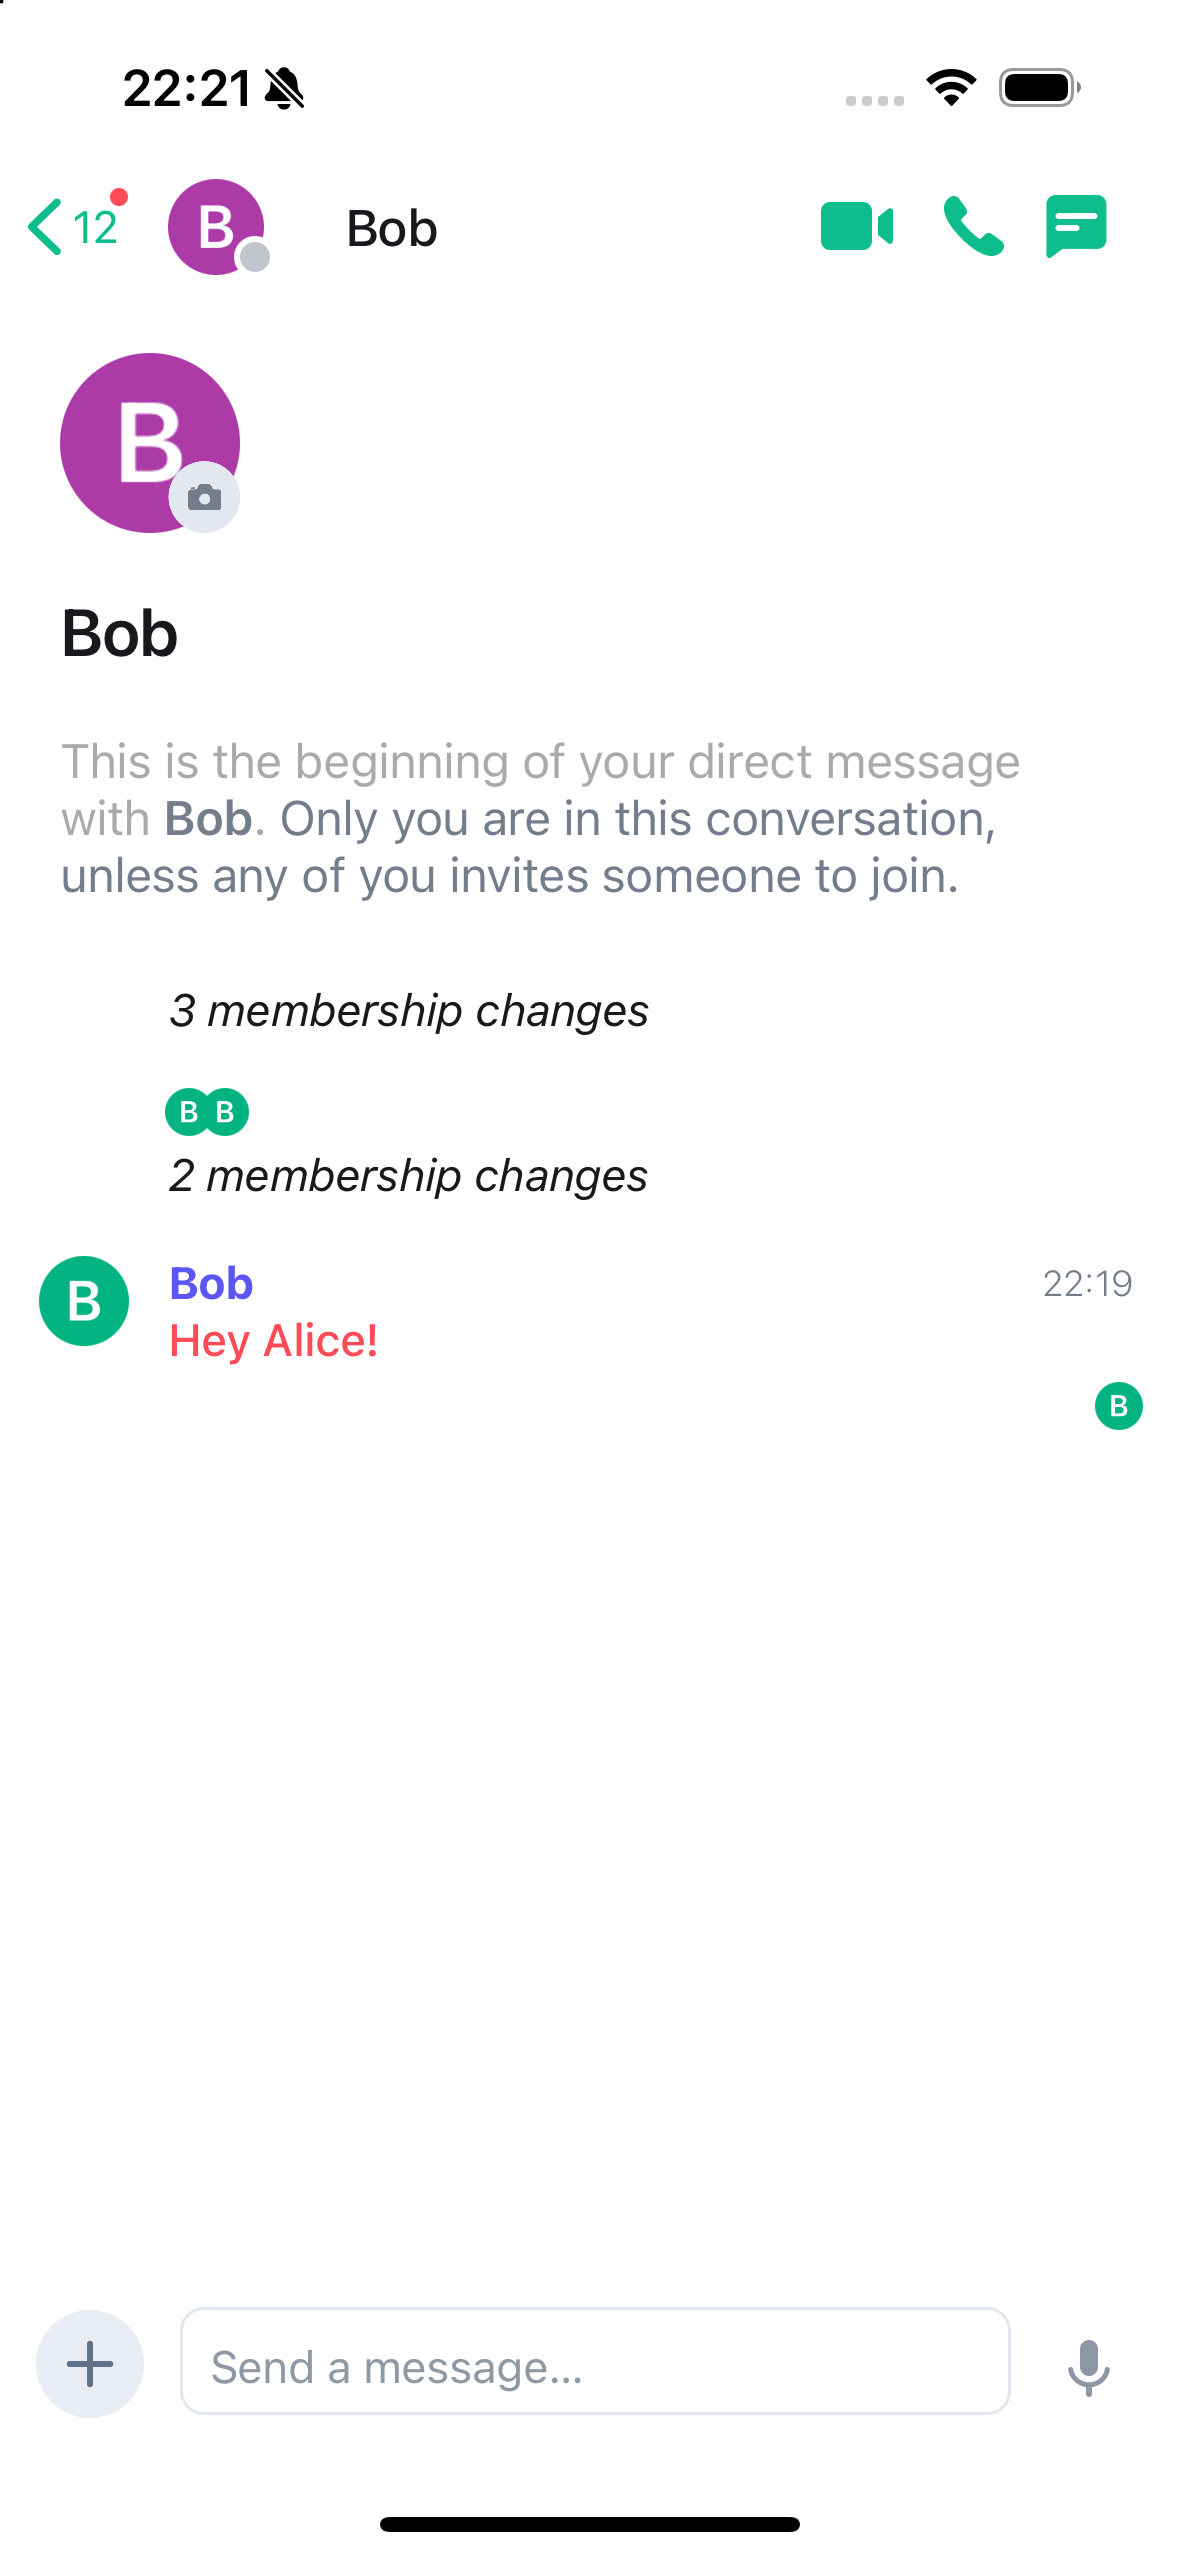 22:21
12
B
Bob
B
Bob
This is the beginning of your direct message
with Bob. Only you are in this conversation,
unless any of you invites someone to join.
3 membership changes
B B
2 membership changes
B
Bob
22:19
Hey Alice!
B
Send a message...